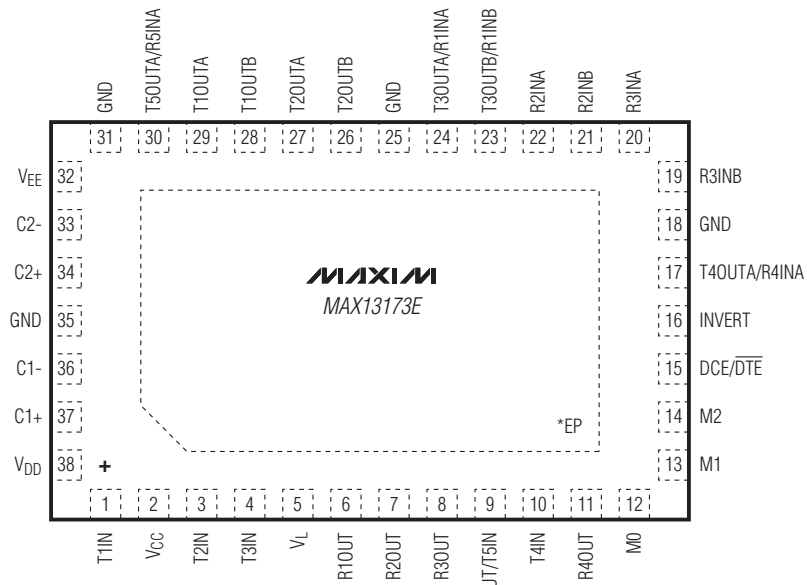 GND
T5OUTA/R5INA
T1OUTA
T1OUTB
T2OUTA
T2OUTB
GND
T3OUTA/R1INA
T3OUTB/R1INB
R2INA
R2INB
R3INA
31 30 29 28 27 26 25 24 23 22 21 20
VEE 32
C2- 33
C2+ 34
GND 35
C1- 36
C1+ 37
VDD 38
19 R3INB
18 GND
17 T4OUTA/R4INA
16 INVERT
15 DCE/DTE
14 M2
13 M1
MAXIM
MAX13173E
*EP
+
1 2 3 4 5 6 7 8 9 10 11 12
T1IN
VCC
T2IN
T3IN
VL
R1OUT
R2OUT
R3OUT
UT/T5IN
T4IN
R4OUT
M0